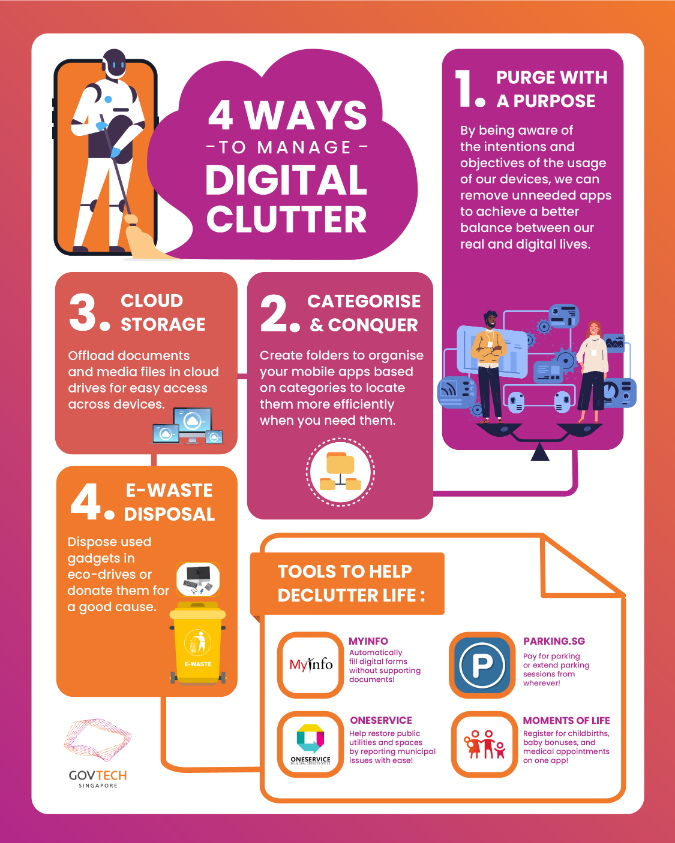 4 WAYS
-TO MANAGE-
DIGITAL
CLUTTER
1. PURGE WITH
A PURPOSE
By being aware of
the intentions and
objectives of the usage
of our devices, we can
remove unneeded apps
to achieve a better
balance between our
real and digital lives.
2. CATEGORISE
& CONQUER
Create folders to organise
your mobile apps based
on categories to locate
them more efficiently
when you need them.
3. CLOUD
STORAGE
Offload documents
and media files in cloud
drives for easy access
across devices.
4. E-WASTE
DISPOSAL
Dispose used
gadgets in
eco-drives or
donate them for
a good cause.
E-WASTE
TOOLS TO HELP
DECLUTTER LIFE :
MyInfo
MYINFO
Automatically
fill digital forms
without supporting
documents!
P
PARKING.SG
Pay for parking
or extend parking
sessions from
wherever!
ONESERVICE
ONESERVICE
Help restore public
utilities and spaces
by reporting municipal
issues with ease!
MOMENTS OF LIFE
Register for childbirths,
baby bonuses, and
medical appointments
on one app!
GOVTECH
SINGAPORE